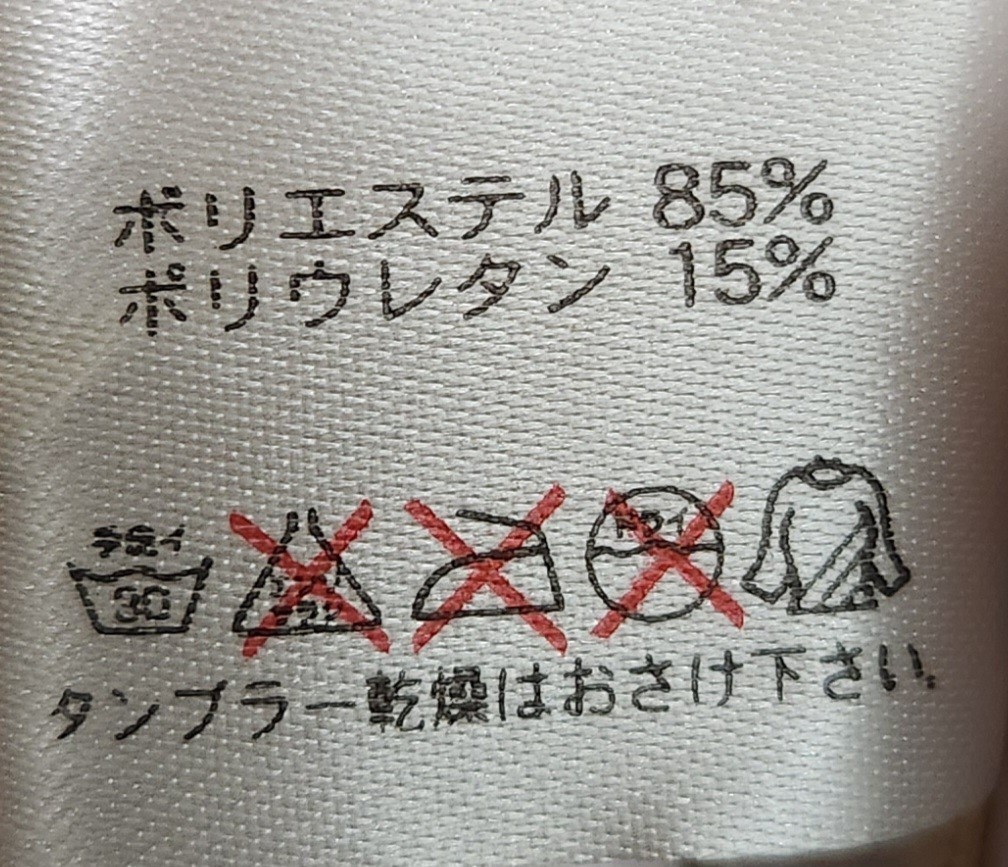 ポリエステル 85%
ポリウレタン 15%
30
ドライ
タンブラー乾燥はおさけ下さい。